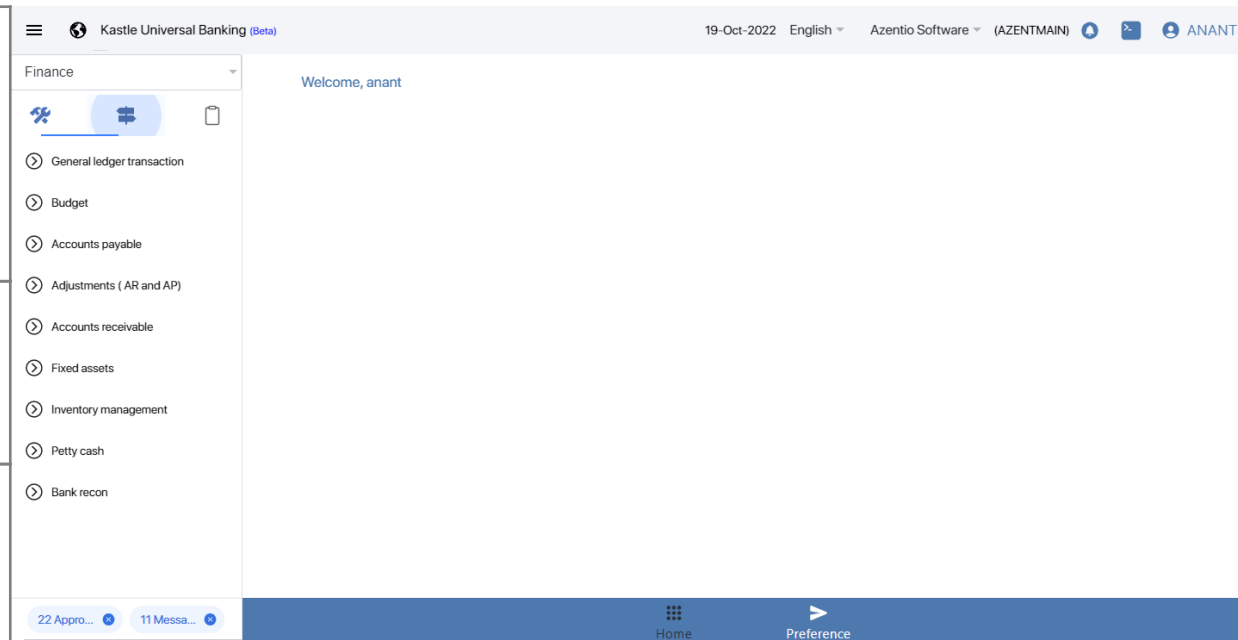 Kastle Universal Banking (Beta) 19-Oct-2022 English Azentio Software (AZENTMAIN) ANANT
Finance
Welcome, anant
General ledger transaction
Budget
Accounts payable
Adjustments ( AR and AP)
Accounts receivable
Fixed assets
Inventory management
Petty cash
Bank recon
22 Appro... 11 Messa...
Home Preference